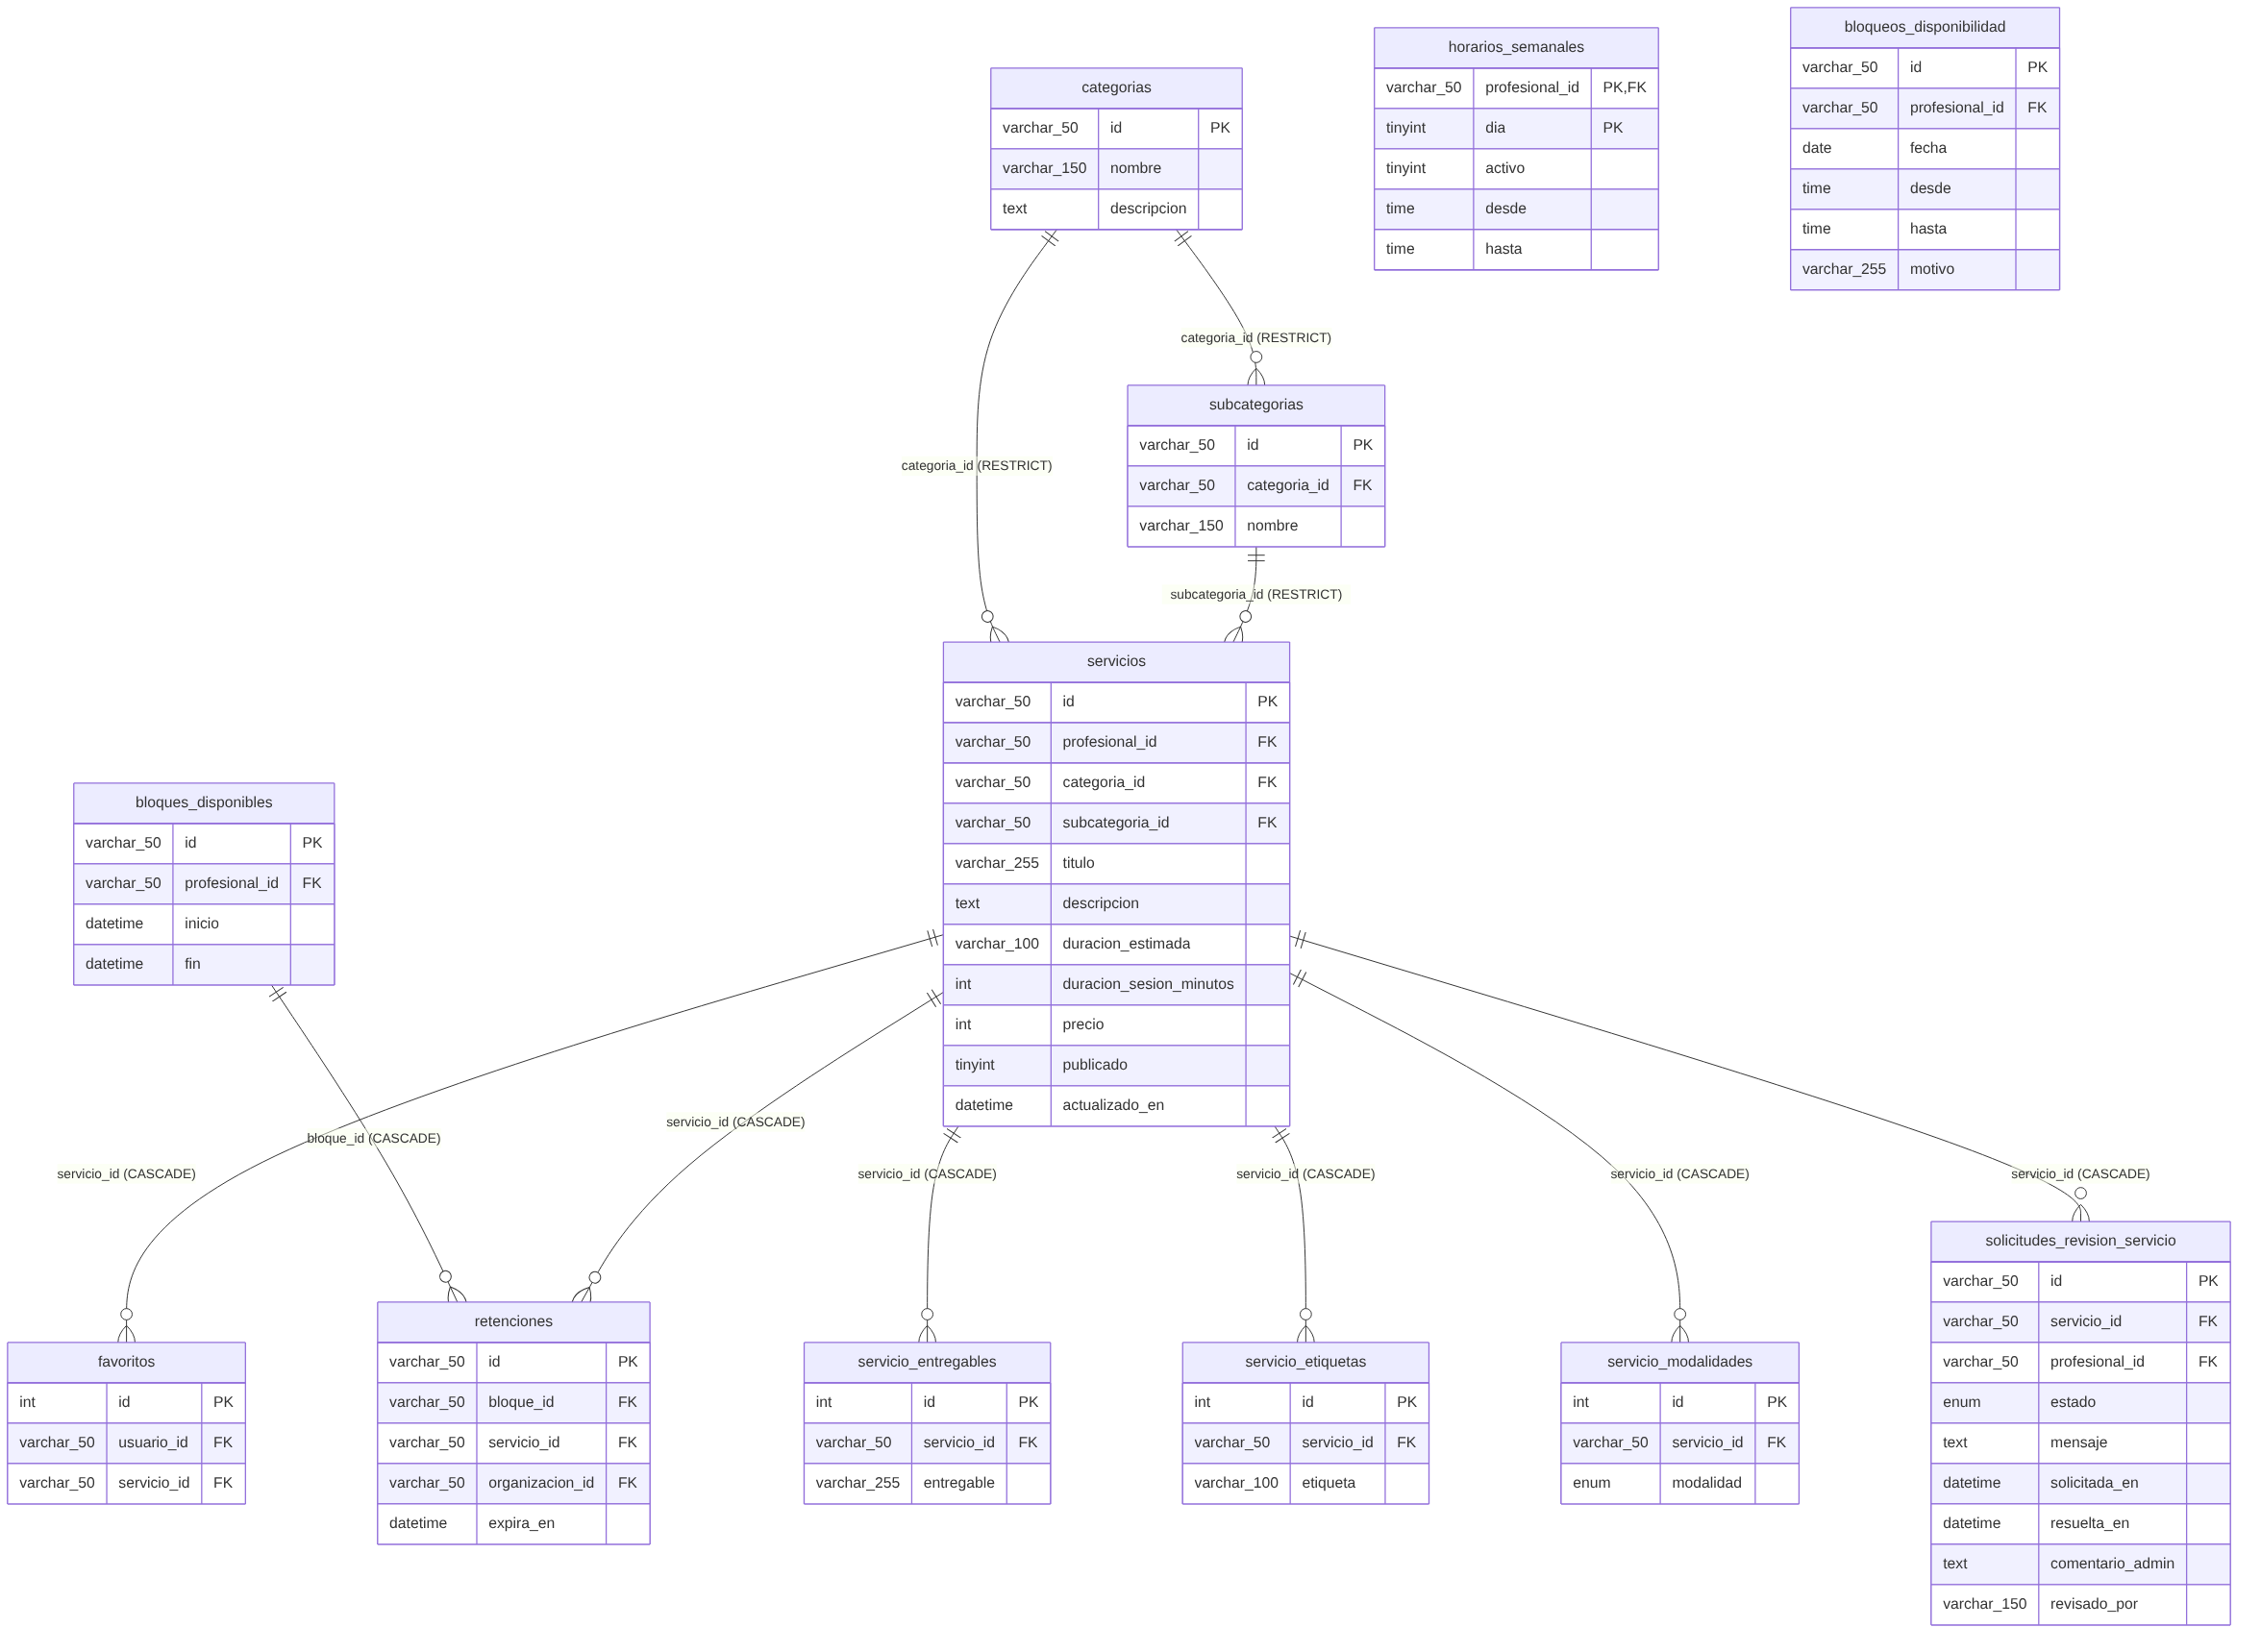 categorias
varchar_50 id PK
varchar_150 nombre
text descripcion
horarios_semanales
varchar_50 profesional_id PK,FK
tinyint dia PK
tinyint activo
time desde
time hasta
bloqueos_disponibilidad
varchar_50 id PK
varchar_50 profesional_id FK
date fecha
time desde
time hasta
varchar_255 motivo
categoria_id (RESTRICT)
categoria_id (RESTRICT)
subcategorias
varchar_50 id PK
varchar_50 categoria_id FK
varchar_150 nombre
subcategoria_id (RESTRICT)
servicios
varchar_50 id PK
varchar_50 profesional_id FK
varchar_50 categoria_id FK
varchar_50 subcategoria_id FK
varchar_255 titulo
text descripcion
varchar_100 duracion_estimada
int duracion_sesion_minutos
int precio
tinyint publicado
datetime actualizado_en
bloques_disponibles
varchar_50 id PK
varchar_50 profesional_id FK
datetime inicio
datetime fin
servicio_id (CASCADE)
bloque_id (CASCADE)
servicio_id (CASCADE)
servicio_id (CASCADE)
servicio_id (CASCADE)
servicio_id (CASCADE)
servicio_id (CASCADE)
favoritos
int id PK
varchar_50 usuario_id FK
varchar_50 servicio_id FK
retenciones
varchar_50 id PK
varchar_50 bloque_id FK
varchar_50 servicio_id FK
varchar_50 organizacion_id FK
datetime expira_en
servicio_entregables
int id PK
varchar_50 servicio_id FK
varchar_255 entregable
servicio_etiquetas
int id PK
varchar_50 servicio_id FK
varchar_100 etiqueta
servicio_modalidades
int id PK
varchar_50 servicio_id FK
enum modalidad
solicitudes_revision_servicio
varchar_50 id PK
varchar_50 servicio_id FK
varchar_50 profesional_id FK
enum estado
text mensaje
datetime solicitada_en
datetime resuelta_en
text comentario_admin
varchar_150 revisado_por